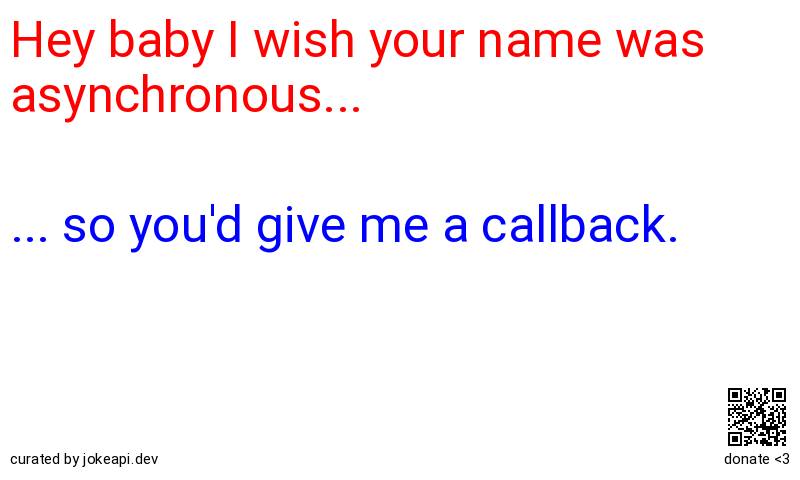 Hey baby I wish your name was
asynchronous...
... so you'd give me a callback.
curated by jokeapi.dev
donate <3